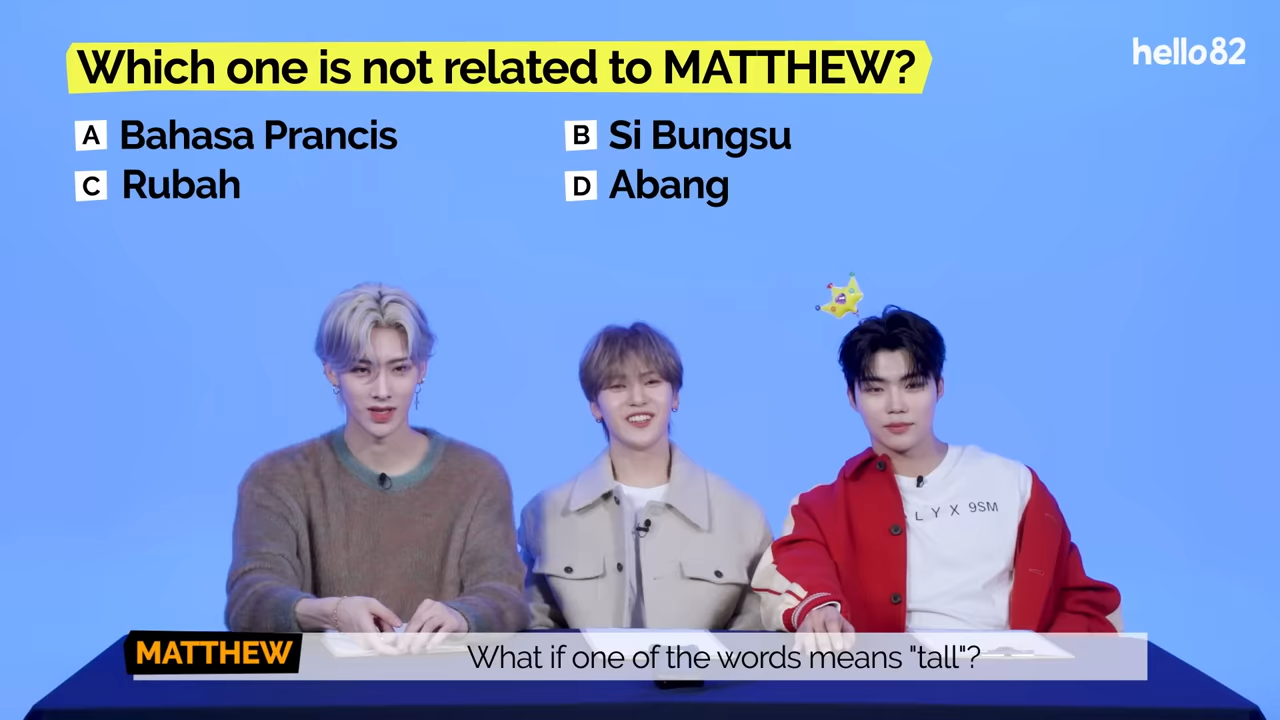 Which one is not related to MATTHEW?
hello82
A Bahasa Prancis
B Si Bungsu
C Rubah
D Abang
L Y X 9SM
MATTHEW What if one of the words means "tall"?